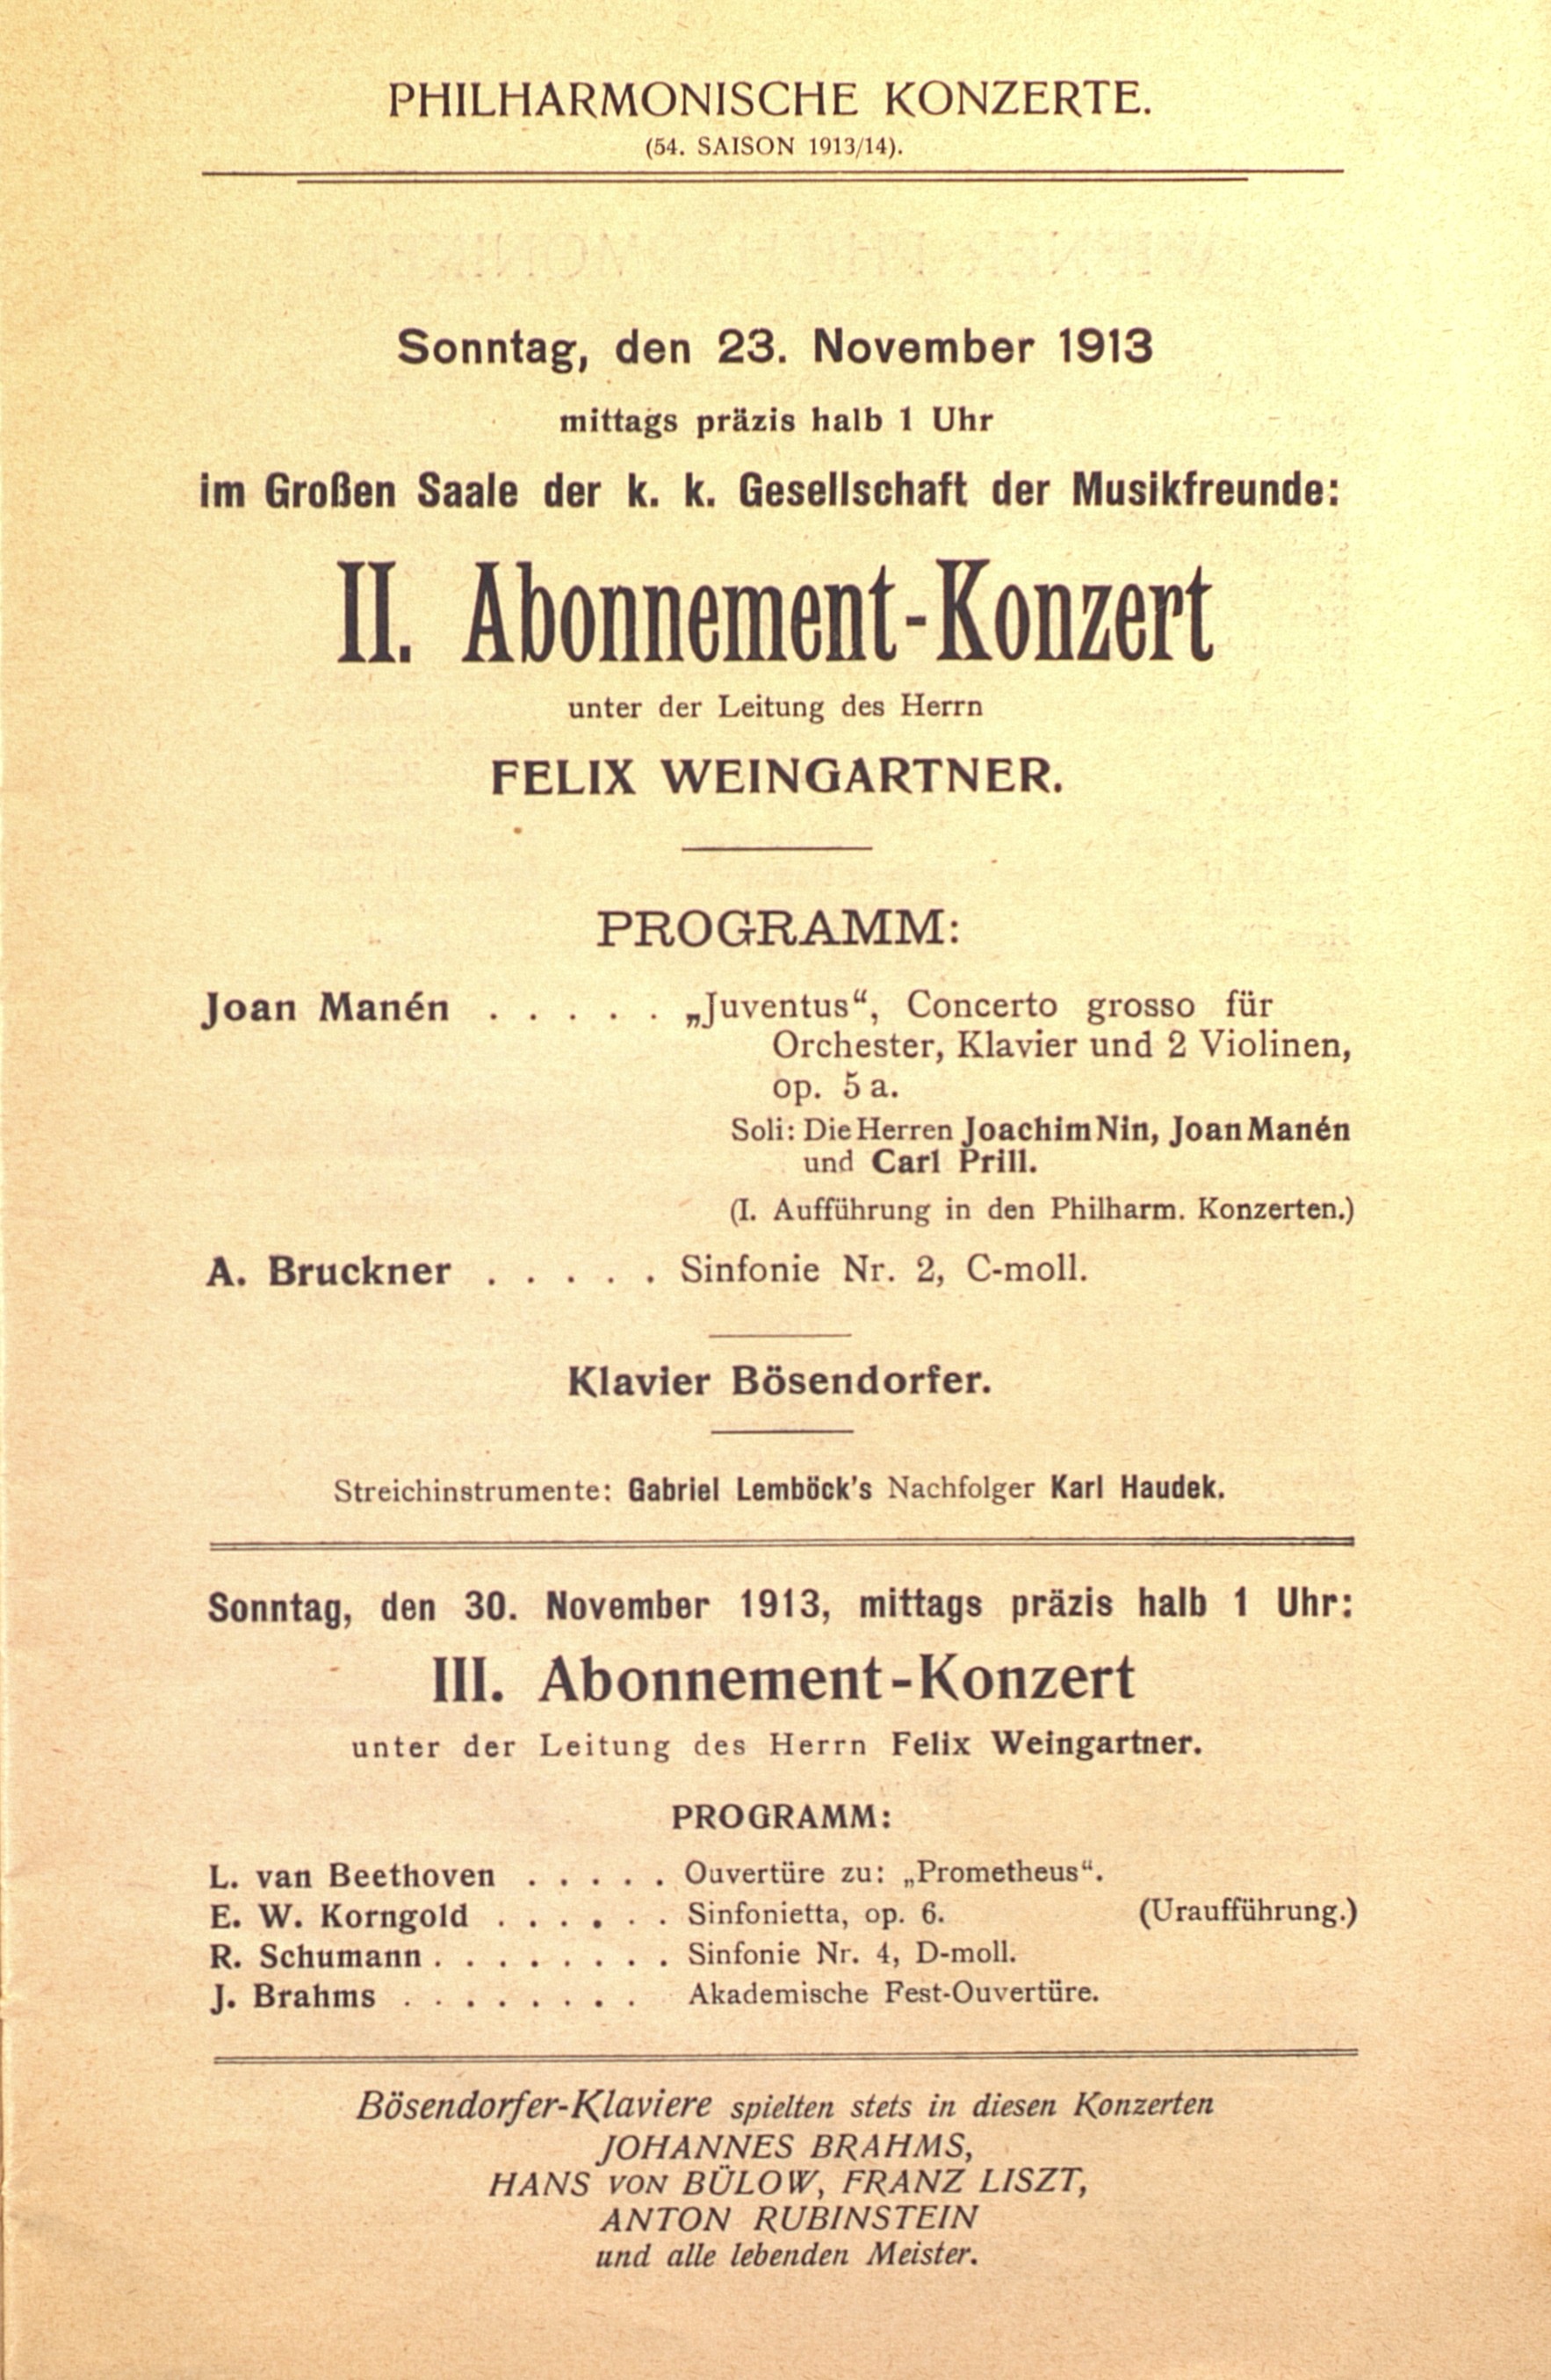 PHILHARMONISCHE KONZERTE.
(54. SAISON 1913/14).
Sonntag, den 23. November 1913
mittags präzis halb 1 Uhr
im Großen Saale der k. k. Gesellschaft der Musikfreunde:
II. Abonnement-Konzert
unter der Leitung des Herrn
FELIX WEINGARTNER.
PROGRAMM:
Joan Manén . . . . . „Juventus“, Concerto grosso für
Orchester, Klavier und 2 Violinen,
op. 5 a.
Soli: Die Herren Joachim Nin, Joan Manén
und Carl Prill.
(I. Aufführung in den Philharm. Konzerten.)
A. Bruckner . . . . . Sinfonie Nr. 2, C-moll.
Klavier Bösendorfer.
Streichinstrumente: Gabriel Lemböck's Nachfolger Karl Haudek.
Sonntag, den 30. November 1913, mittags präzis halb 1 Uhr:
III. Abonnement-Konzert
unter der Leitung des Herrn Felix Weingartner.
PROGRAMM:
L. van Beethoven . . . . . Ouvertüre zu: „Prometheus“.
E. W. Korngold . . . . . . Sinfonietta, op. 6. (Uraufführung.)
R. Schumann . . . . . . . . Sinfonie Nr. 4, D-moll.
J. Brahms . . . . . . . . Akademische Fest-Ouvertüre.
Bösendorfer-Klaviere spielten stets in diesen Konzerten
JOHANNES BRAHMS,
HANS VON BÜLOW, FRANZ LISZT,
ANTON RUBINSTEIN
und alle lebenden Meister.